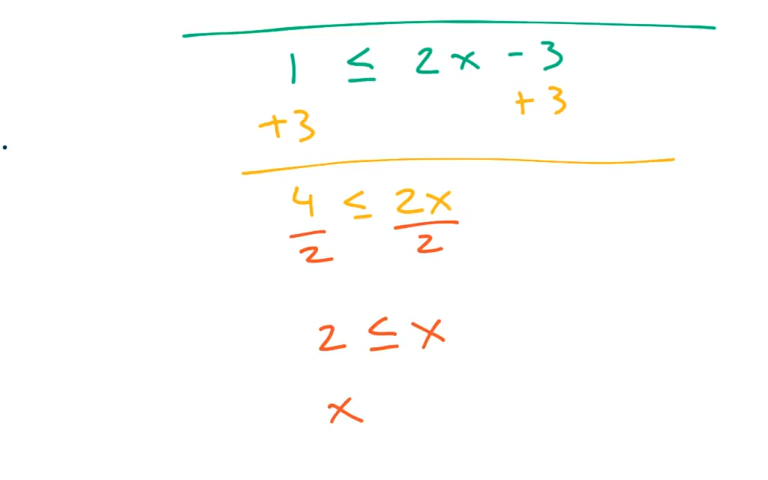 1 ≤ 2x - 3
+3 +3
4 ≤ 2x
2 2
2 ≤ x
x